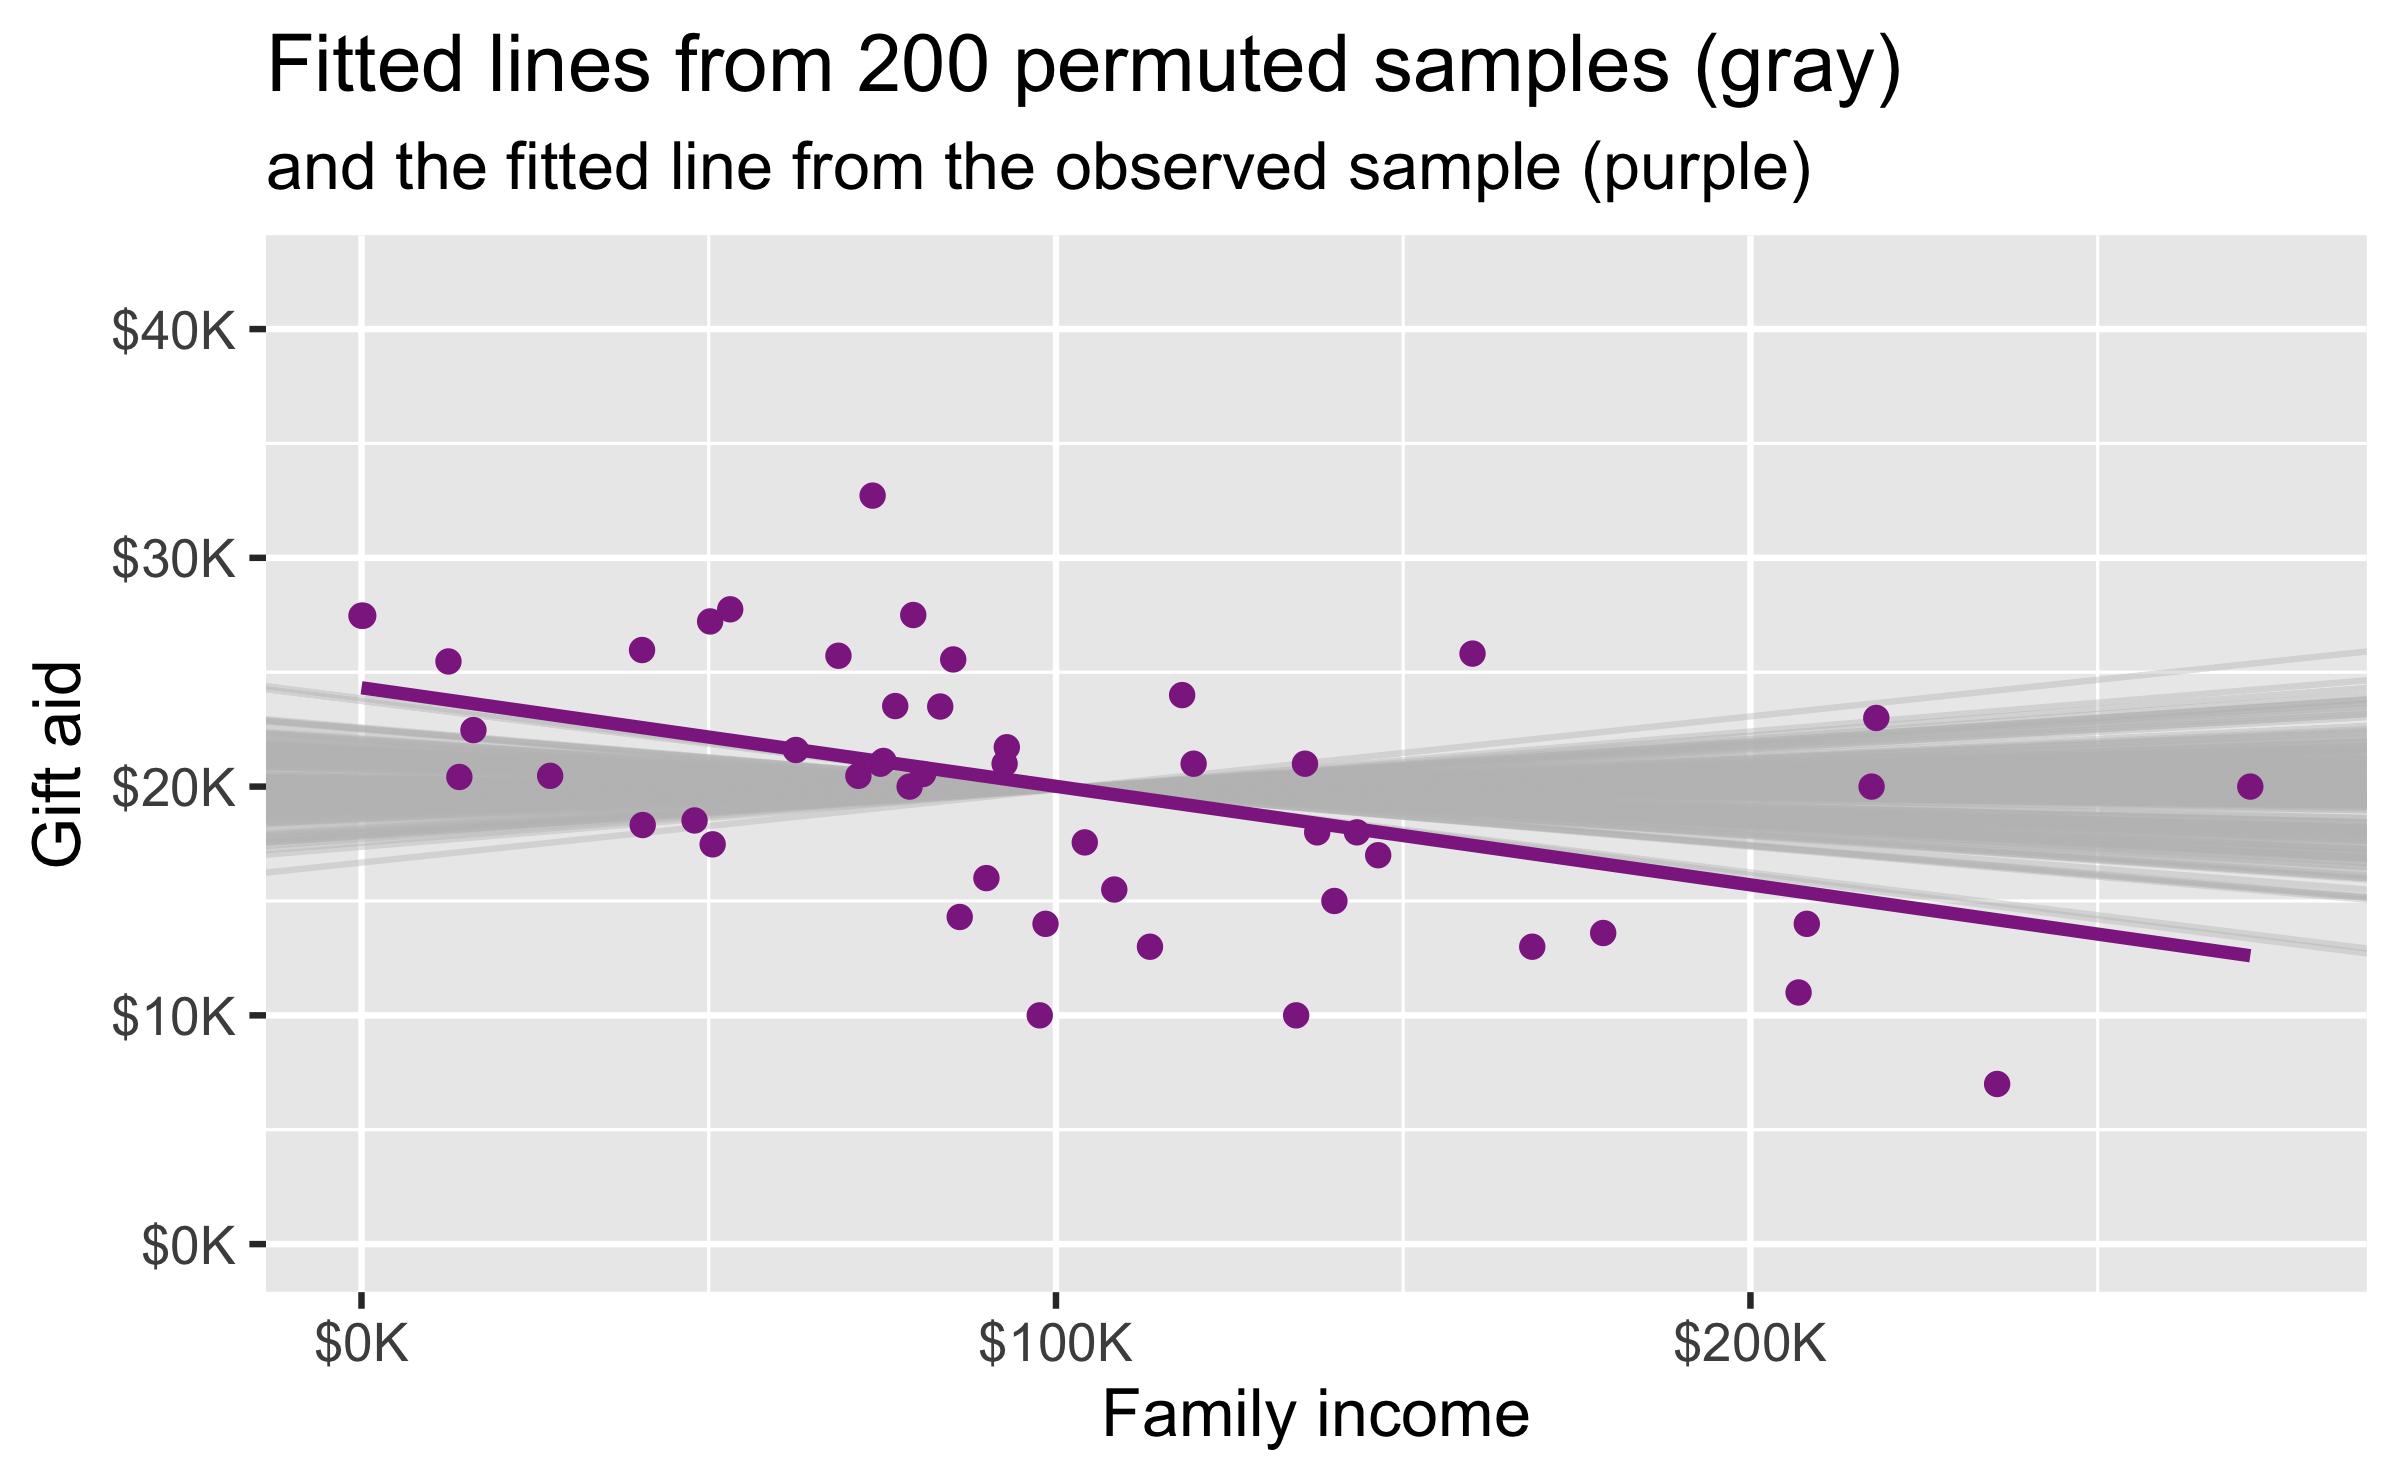 Fitted lines from 200 permuted samples (gray)
and the fitted line from the observed sample (purple)
Gift aid
$40K
$30K
$20K
$10K
$0K
$0K
$100K
$200K
Family income